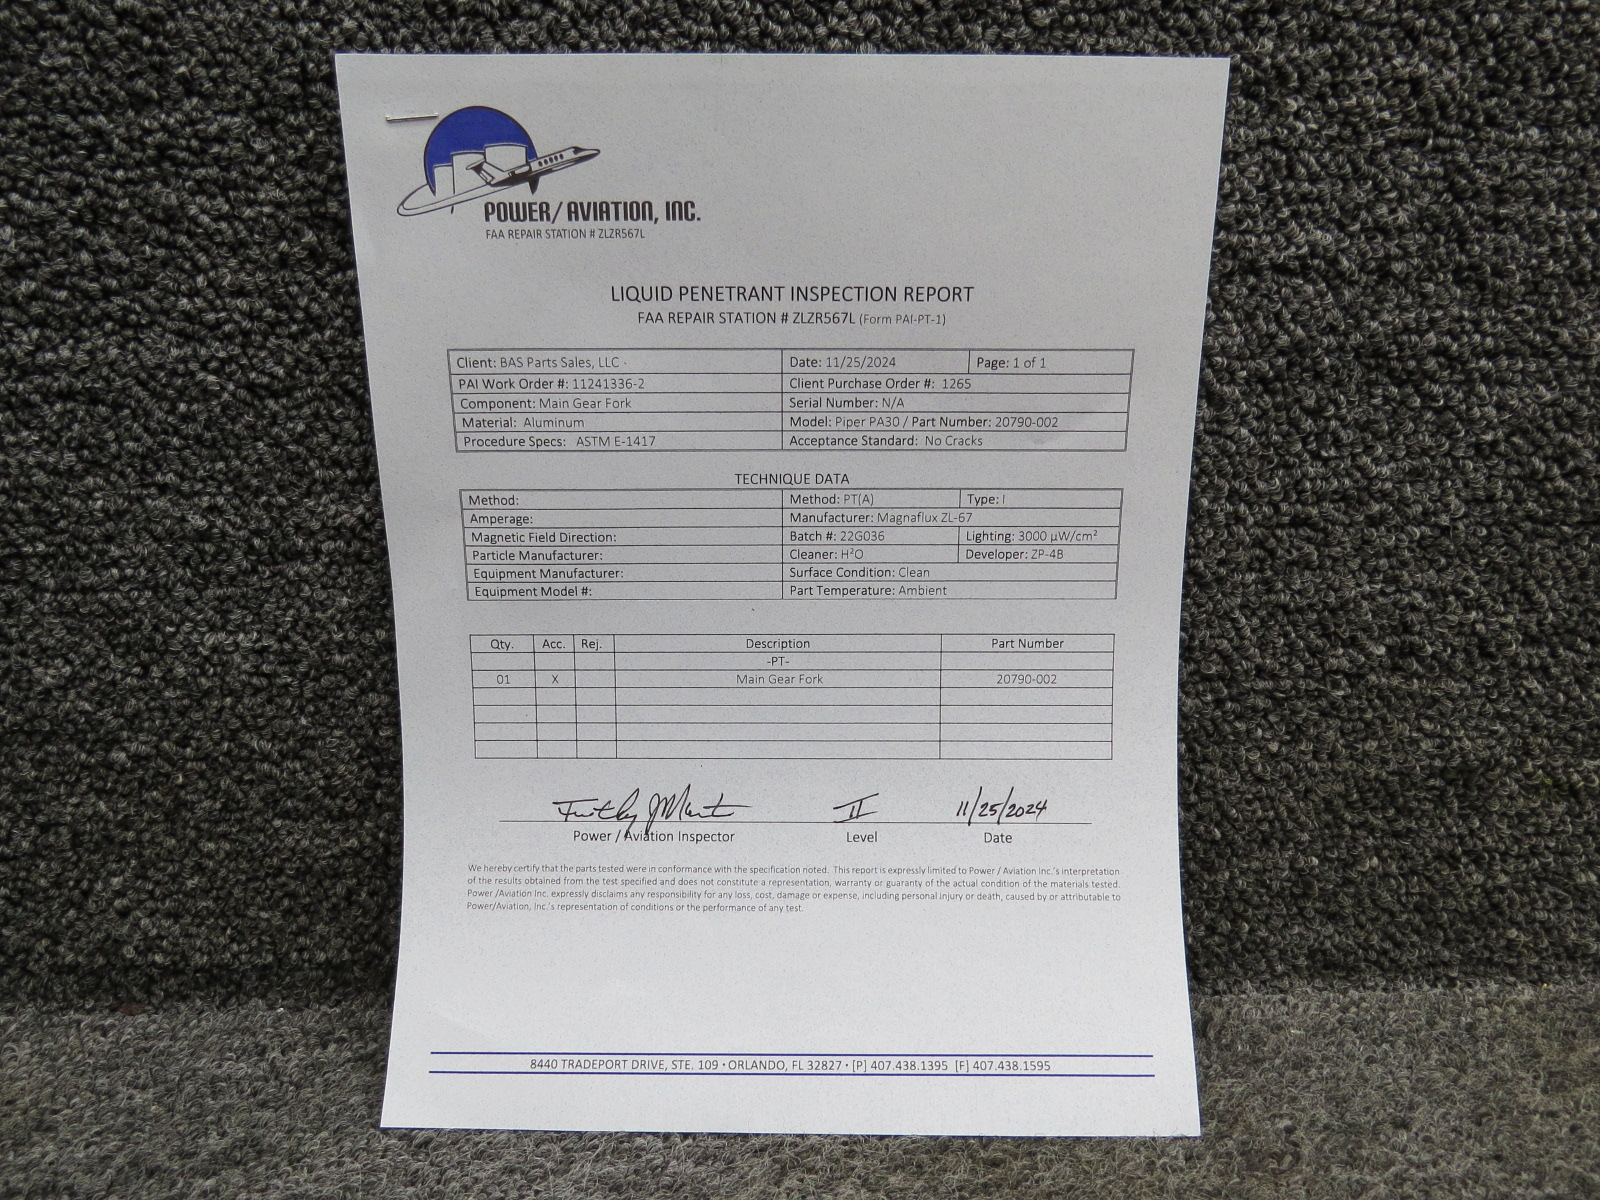 POWER/AVIATION, INC.
FAA REPAIR STATION # ZLZR567L
LIQUID PENETRANT INSPECTION REPORT
FAA REPAIR STATION # ZLZR567L (Form PAI-PT-1)
Client: BAS Parts Sales, LLC - Date: 11/25/2024 Page: 1 of 1
PAI Work Order #: 11241336-2 Client Purchase Order #: 1265
Component: Main Gear Fork Serial Number: N/A
Material: Aluminum Model: Piper PA30 / Part Number: 20790-002
Procedure Specs: ASTM E-1417 Acceptance Standard: No Cracks
TECHNIQUE DATA
Method: Method: PT(A) Type: I
Amperage: Manufacturer: Magnaflux ZL-67
Magnetic Field Direction: Batch #: 22G036 Lighting: 3000 µW/cm²
Particle Manufacturer: Cleaner: H²O Developer: ZP-4B
Equipment Manufacturer: Surface Condition: Clean
Equipment Model #: Part Temperature: Ambient
Qty. Acc. Rej. Description Part Number
-PT-
01 X Main Gear Fork 20790-002
II 11/25/2024
Power / Aviation Inspector Level Date
We hereby certify that the parts tested were in conformance with the specification noted. This report is expressly limited to Power / Aviation Inc.'s interpretation
of the results obtained from the test specified and does not constitute a representation, warranty or guaranty of the actual condition of the materials tested.
Power /Aviation Inc. expressly disclaims any responsibility for any loss, cost, damage or expense, including personal injury or death, caused by or attributable to
Power/Aviation, Inc.'s representation of conditions or the performance of any test.
8440 TRADEPORT DRIVE, STE. 109 • ORLANDO, FL 32827 • [P] 407.438.1395 [F] 407.438.1595